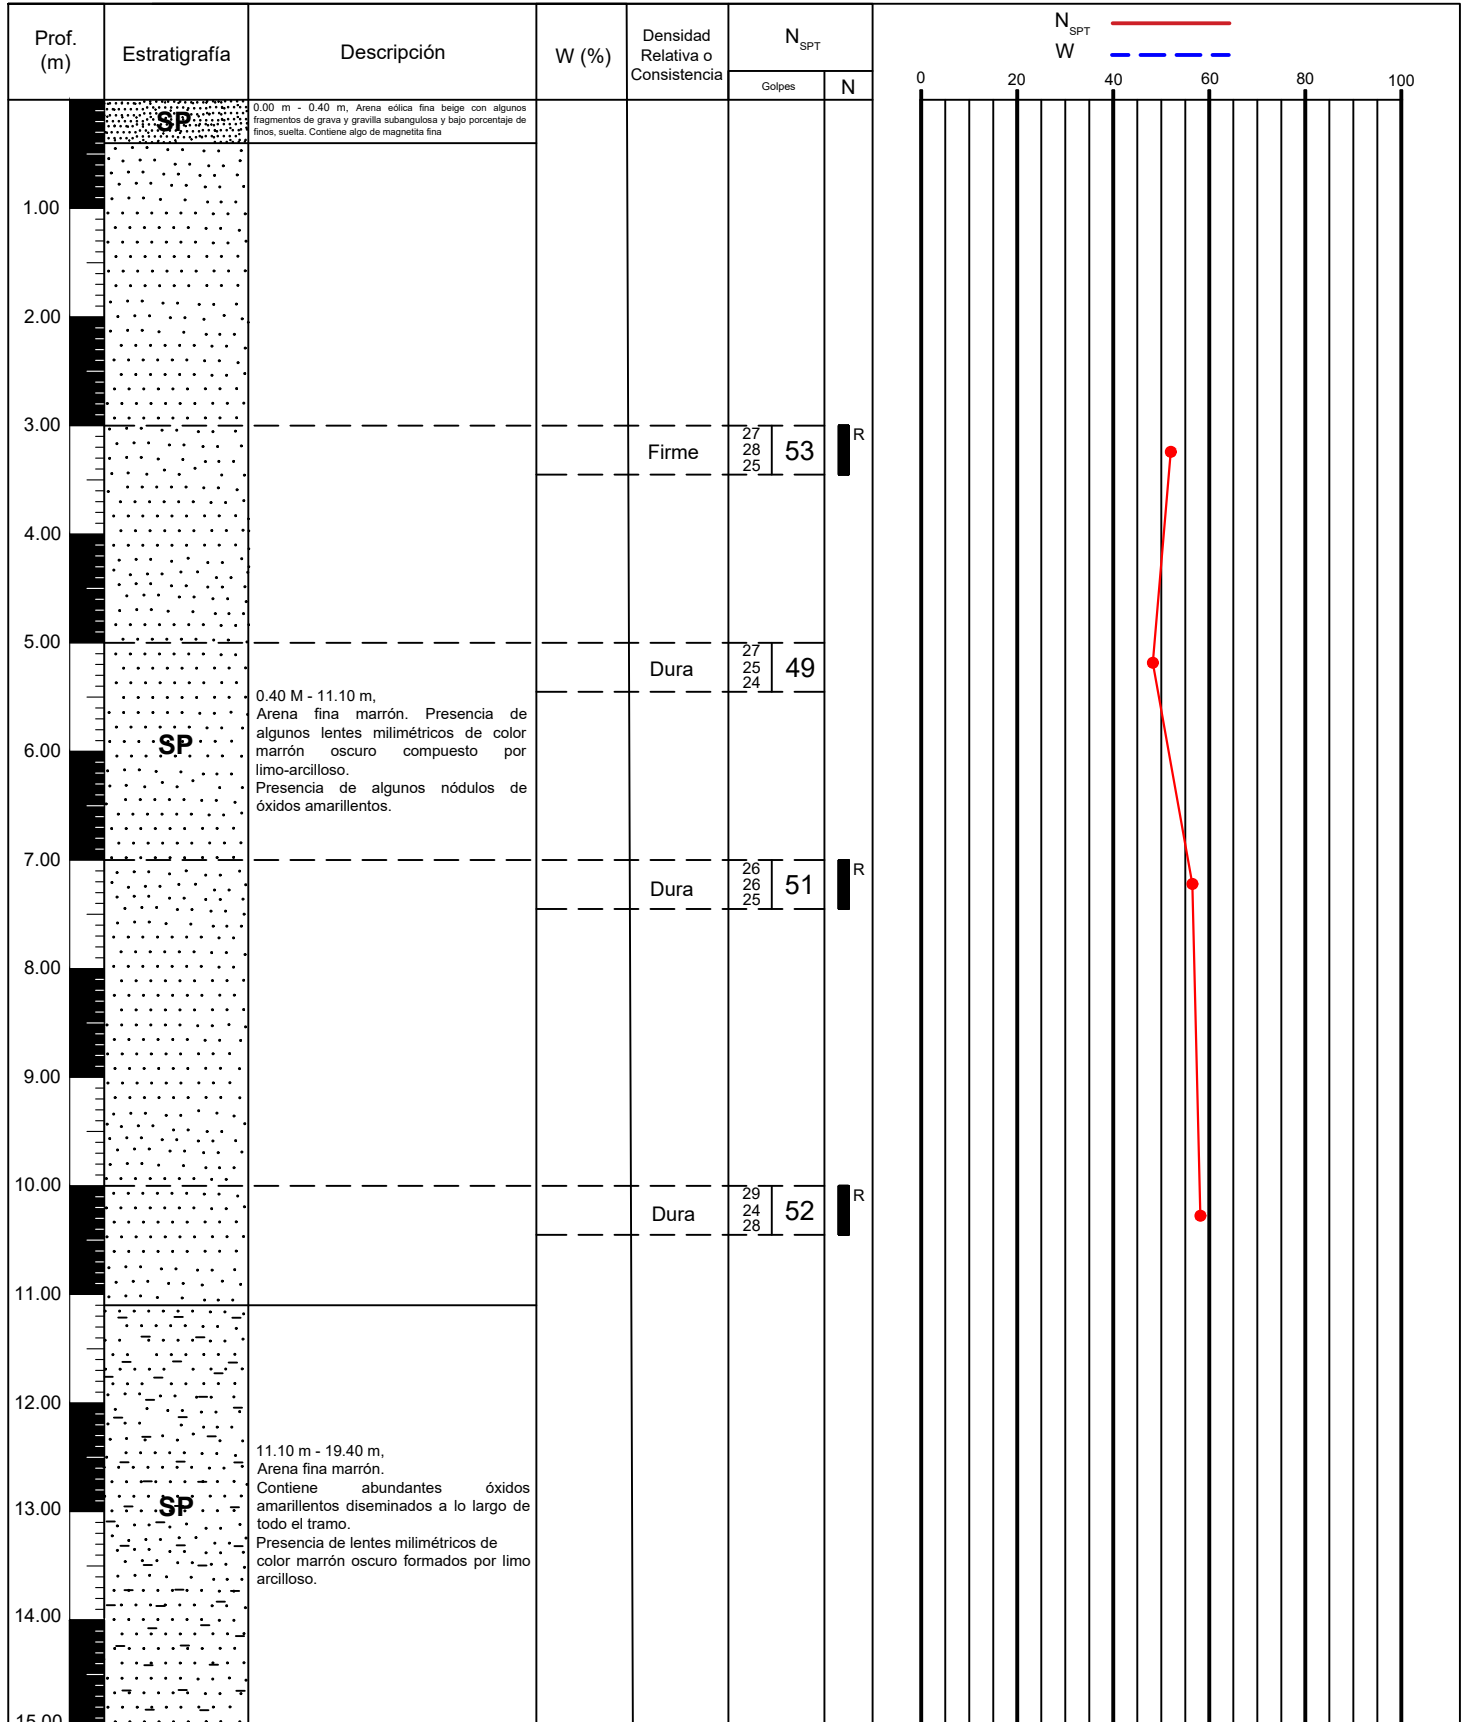 Prof.
(m)
Estratigrafía
Descripción
W (%)
Densidad
Relativa o
Consistencia
N SPT
Golpes
N
N SPT
W
0 20 40 60 80 100
SP
0.00 m - 0.40 m, Arena eólica fina beige con algunos
fragmentos de grava y gravilla subangulosa y bajo porcentaje de
finos, suelta. Contiene algo de magnetita fina
1.00
2.00
3.00
Firme
27
28
25
53
R
4.00
5.00
Dura
27
25
24
49
0.40 M - 11.10 m,
Arena fina marrón. Presencia de
algunos lentes milimétricos de color
marrón oscuro compuesto por
limo-arcilloso.
Presencia de algunos nódulos de
óxidos amarillentos.
SP
6.00
7.00
Dura
26
26
25
51
R
8.00
9.00
10.00
Dura
29
24
28
52
R
11.00
12.00
11.10 m - 19.40 m,
Arena fina marrón.
Contiene abundantes óxidos
amarillentos diseminados a lo largo de
todo el tramo.
Presencia de lentes milimétricos de
color marrón oscuro formados por limo
arcilloso.
SP
13.00
14.00
15.00